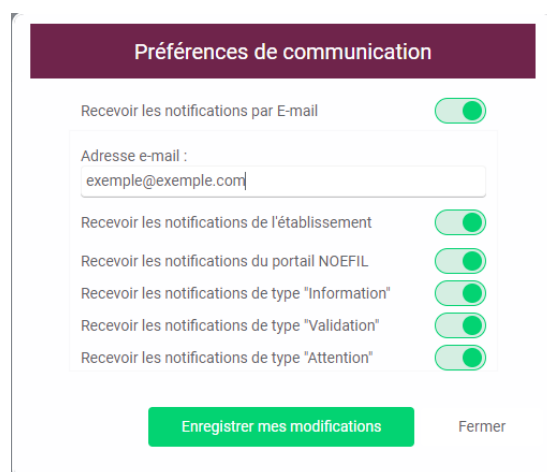 Préférences de communication
Recevoir les notifications par E-mail
Adresse e-mail :
exemple@exemple.com
Recevoir les notifications de l'établissement
Recevoir les notifications du portail NOEFIL
Recevoir les notifications de type "Information"
Recevoir les notifications de type "Validation"
Recevoir les notifications de type "Attention"
Enregistrer mes modifications
Fermer